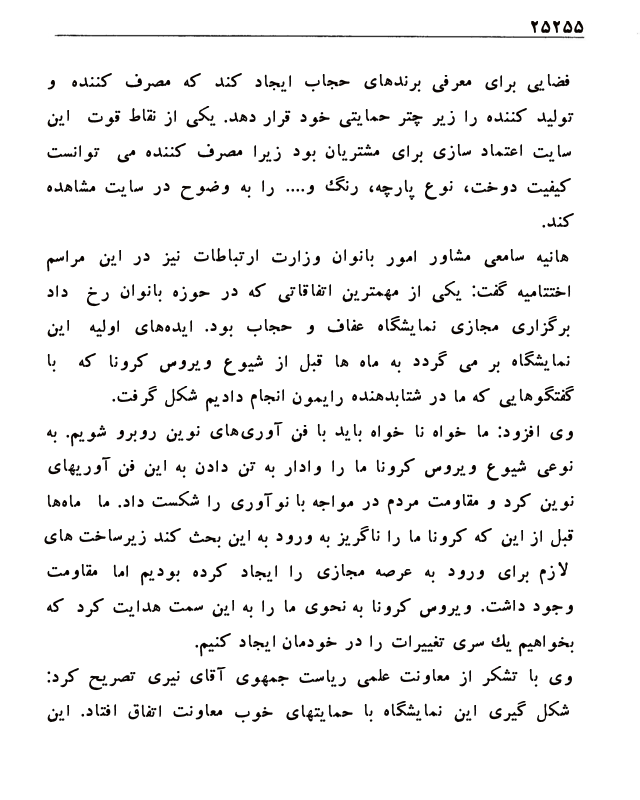 ۲۵۲۵۵
فضایی برای معرفی برندهای حجاب ایجاد کند که مصرف کننده و
تولید کننده را زیر چتر حمایتی خود قرار دهد. یکی از نقاط قوت این
سایت اعتماد سازی برای مشتریان بود زیرا مصرف کننده می توانست
کیفیت دوخت، نوع پارچه، رنگ و.... را به وضوح در سایت مشاهده
کند.
هانیه سامعی مشاور امور بانوان وزارت ارتباطات نیز در این مراسم
اختتامیه گفت: یکی از مهمترین اتفاقاتی که در حوزه بانوان رخ داد
برگزاری مجازی نمایشگاه عفاف و حجاب بود. ایده‌های اولیه این
نمایشگاه بر می گردد به ماه ها قبل از شیوع ویروس کرونا که با
گفتگوهایی که ما در شتابدهنده رایمون انجام دادیم شکل گرفت.
وی افزود: ما خواه نا خواه باید با فن آوری‌های نوین روبرو شویم. به
نوعی شیوع ویروس کرونا ما را وادار به تن دادن به این فن آوریهای
نوین کرد و مقاومت مردم در مواجه با نوآوری را شکست داد. ما ماه‌ها
قبل از این که کرونا ما را ناگریز به ورود به این بحث کند زیرساخت های
لازم برای ورود به عرصه مجازی را ایجاد کرده بودیم اما مقاومت
وجود داشت. ویروس کرونا به نحوی ما را به این سمت هدایت کرد که
بخواهیم یك سری تغییرات را در خودمان ایجاد کنیم.
وی با تشکر از معاونت علمی ریاست جمهوی آقای نیری تصریح کرد:
شکل گیری این نمایشگاه با حمایتهای خوب معاونت اتفاق افتاد. این